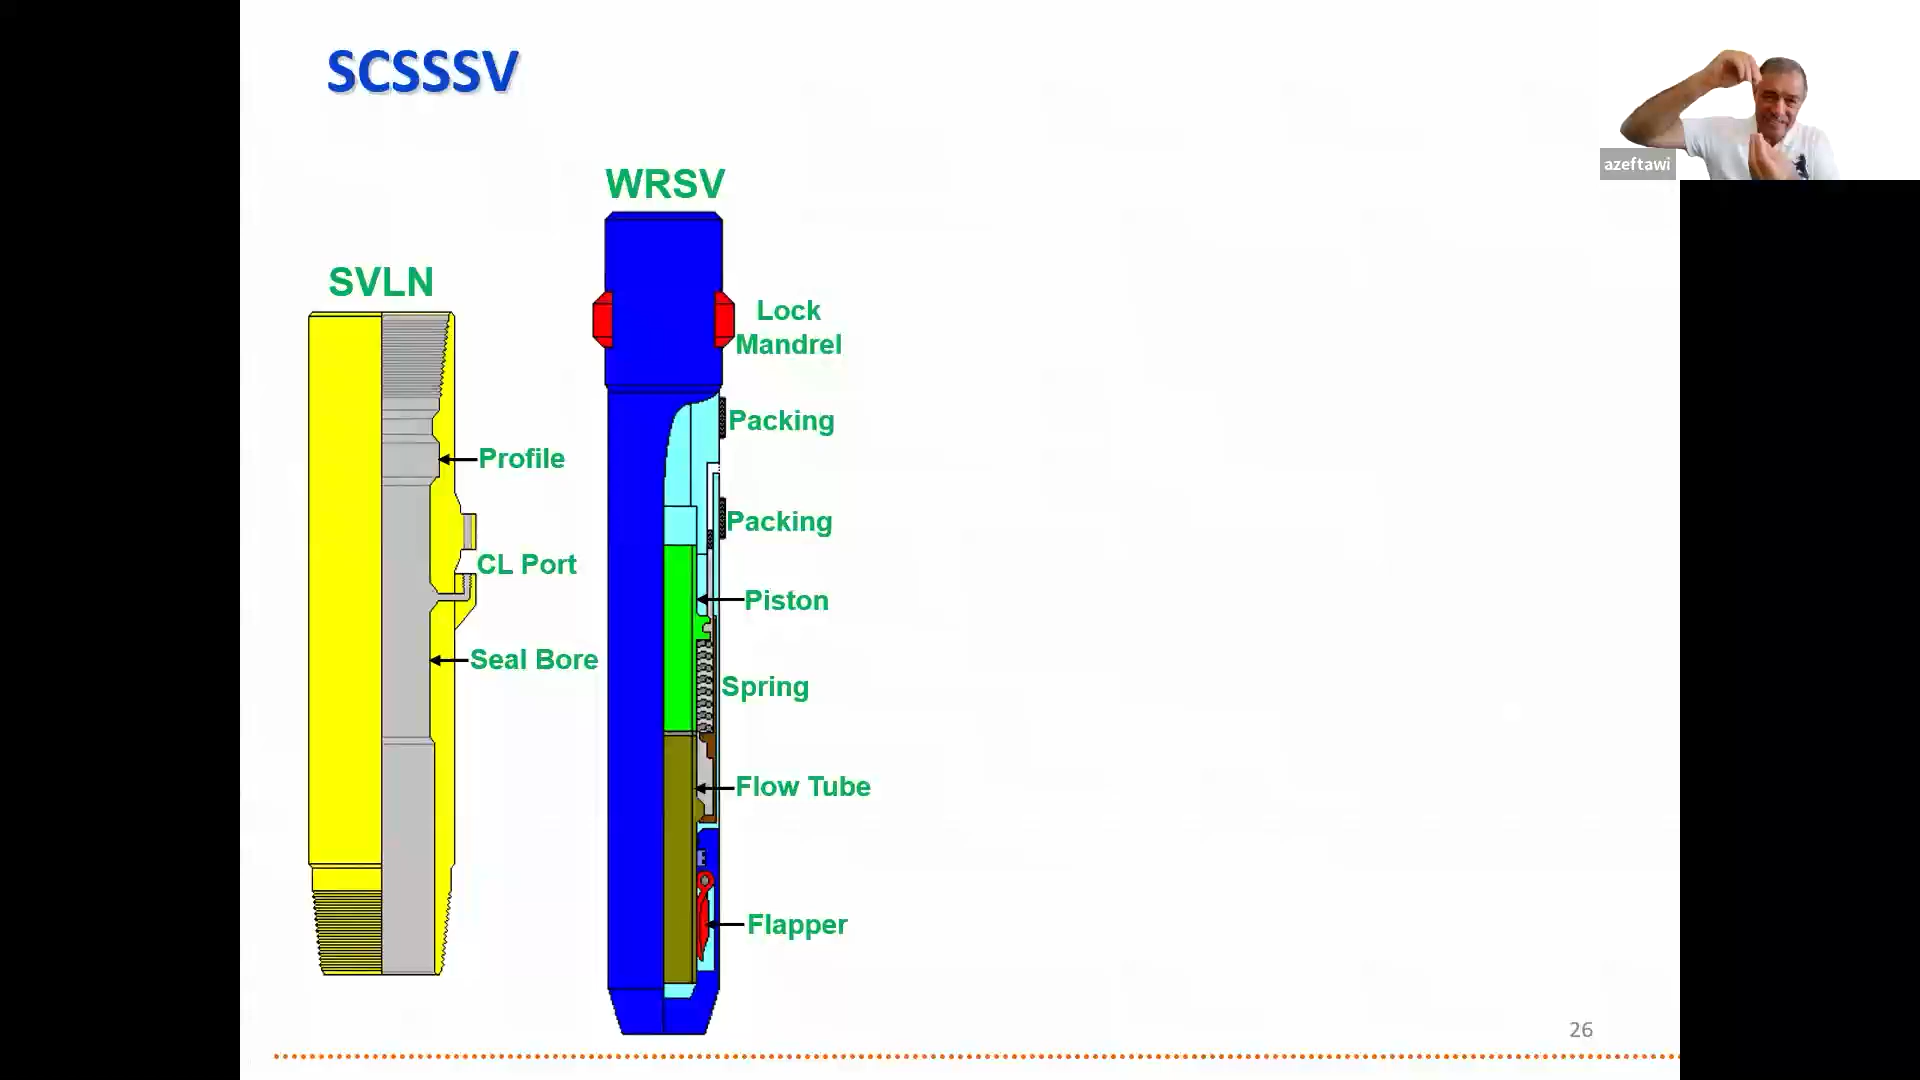 SCSSSV
azeftawi
WRSV
SVLN
Lock
Mandrel
Packing
Profile
Packing
CL Port
Piston
Seal Bore
Spring
Flow Tube
Flapper
26